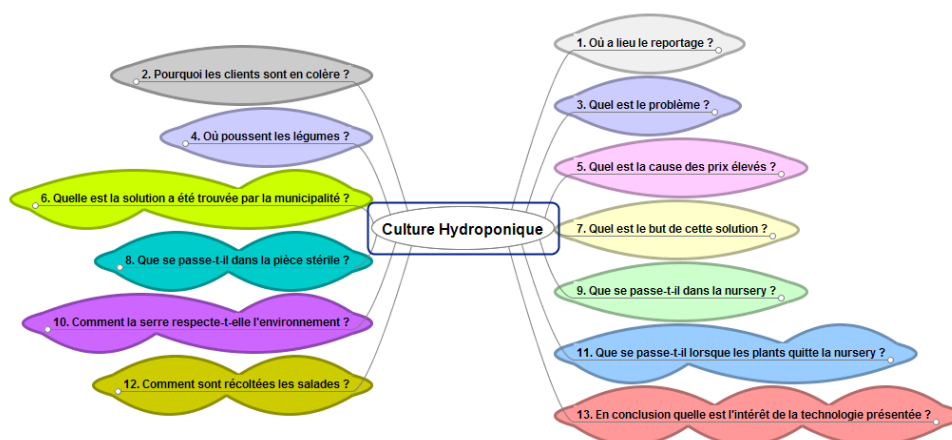 1. Où a lieu le reportage ?
2. Pourquoi les clients sont en colère ?
3. Quel est le problème ?
4. Où poussent les légumes ?
5. Quel est la cause des prix élevés ?
6. Quelle est la solution a été trouvée par la municipalité ?
Culture Hydroponique
7. Quel est le but de cette solution ?
8. Que se passe-t-il dans la pièce stérile ?
9. Que se passe-t-il dans la nursery ?
10. Comment la serre respecte-t-elle l'environnement ?
11. Que se passe-t-il lorsque les plants quitte la nursery ?
12. Comment sont récoltées les salades ?
13. En conclusion quelle est l'intérêt de la technologie présentée ?